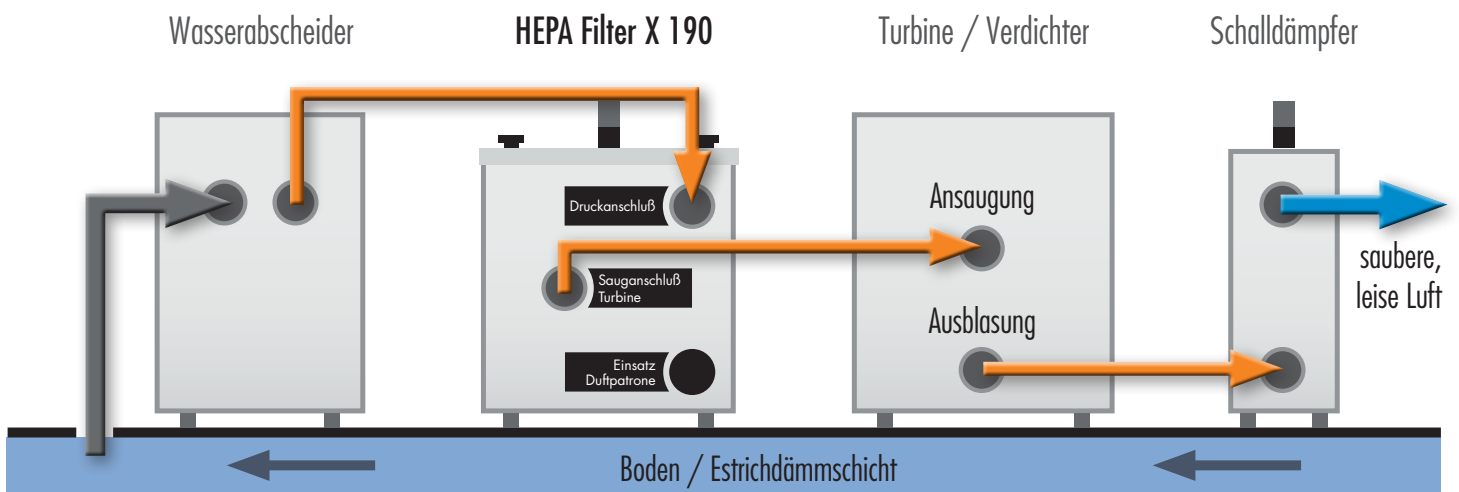 Wasserabscheider
HEPA Filter X 190
Turbine / Verdichter
Schalldämpfer
Druckanschluß
Sauganschluß
Turbine
Einsatz
Duftpatrone
Ansaugung
Ausblasung
saubere,
leise Luft
Boden / Estrichdämmschicht